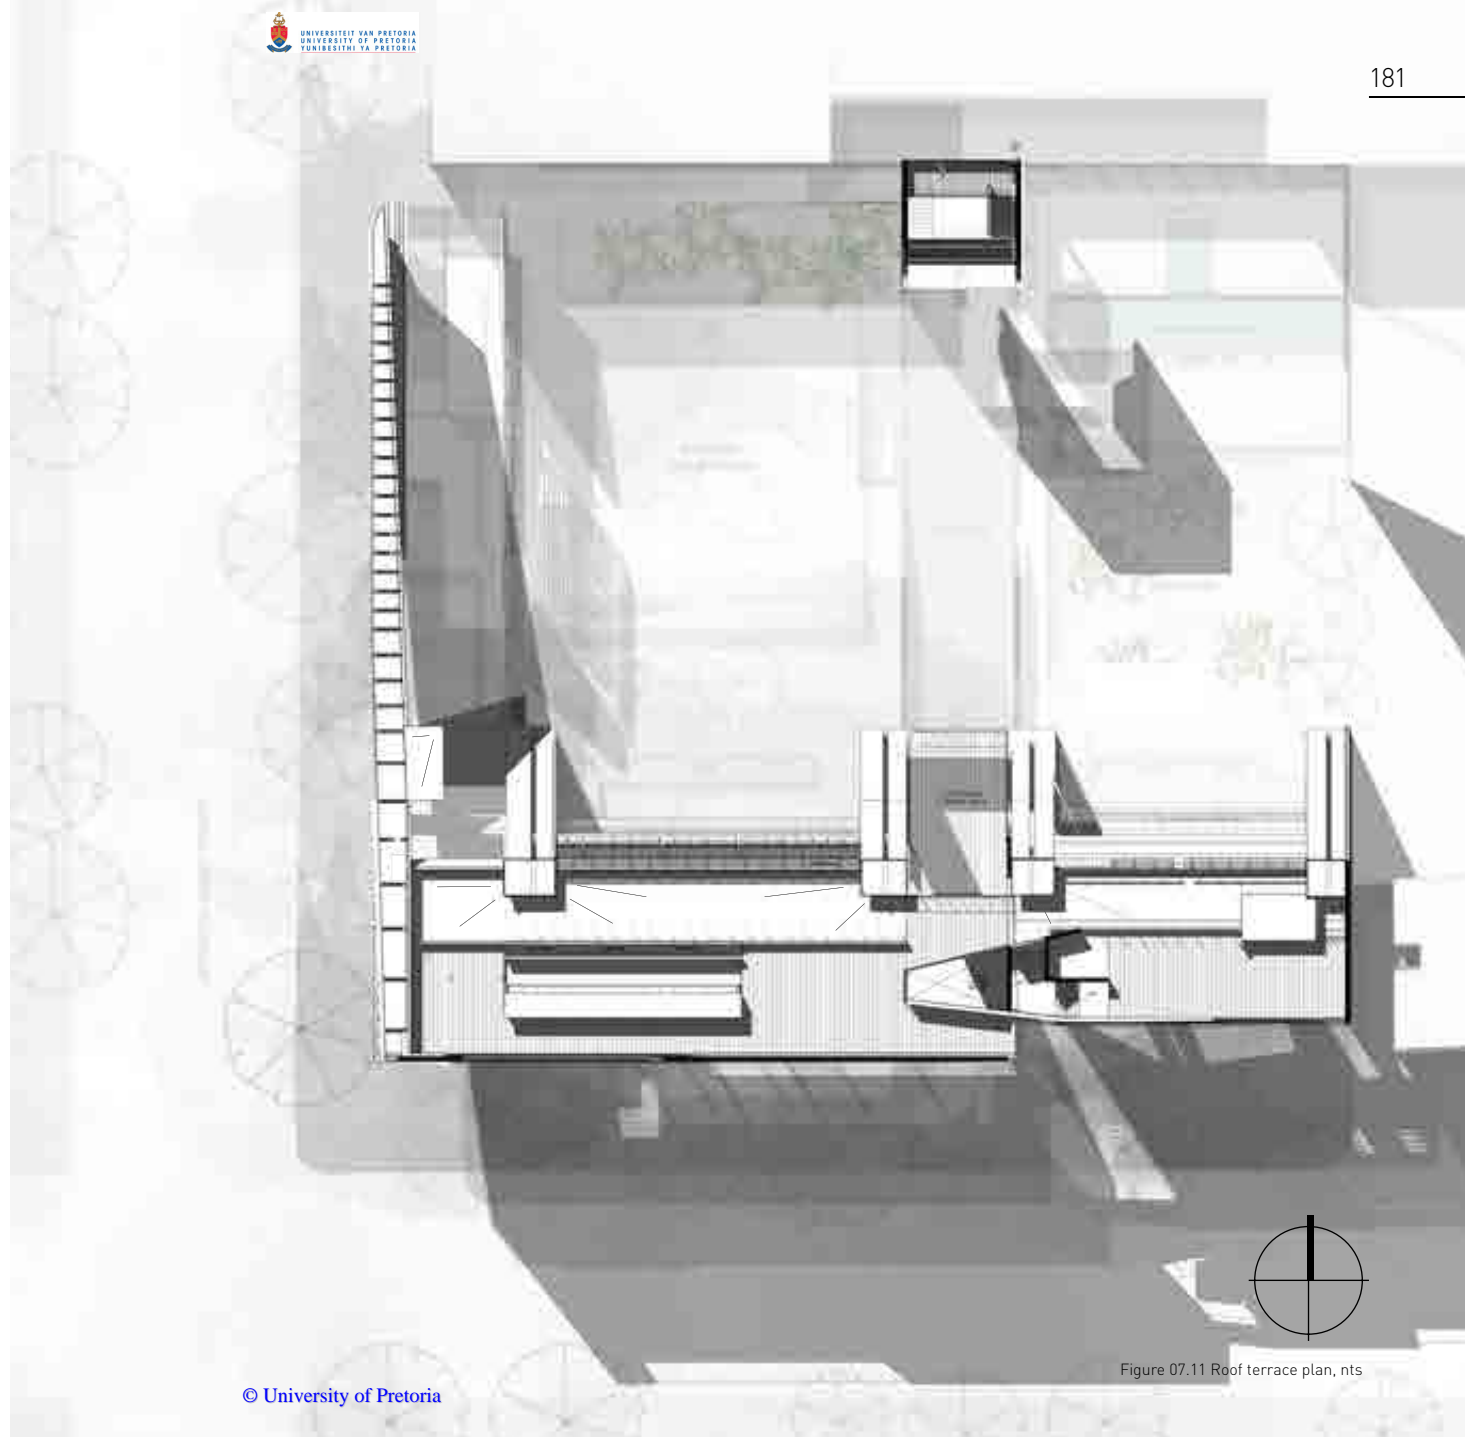 UNIVERSITEIT VAN PRETORIA
UNIVERSITY OF PRETORIA
YUNIBESITHI YA PRETORIA
181
Figure 07.11 Roof terrace plan, nts
© University of Pretoria